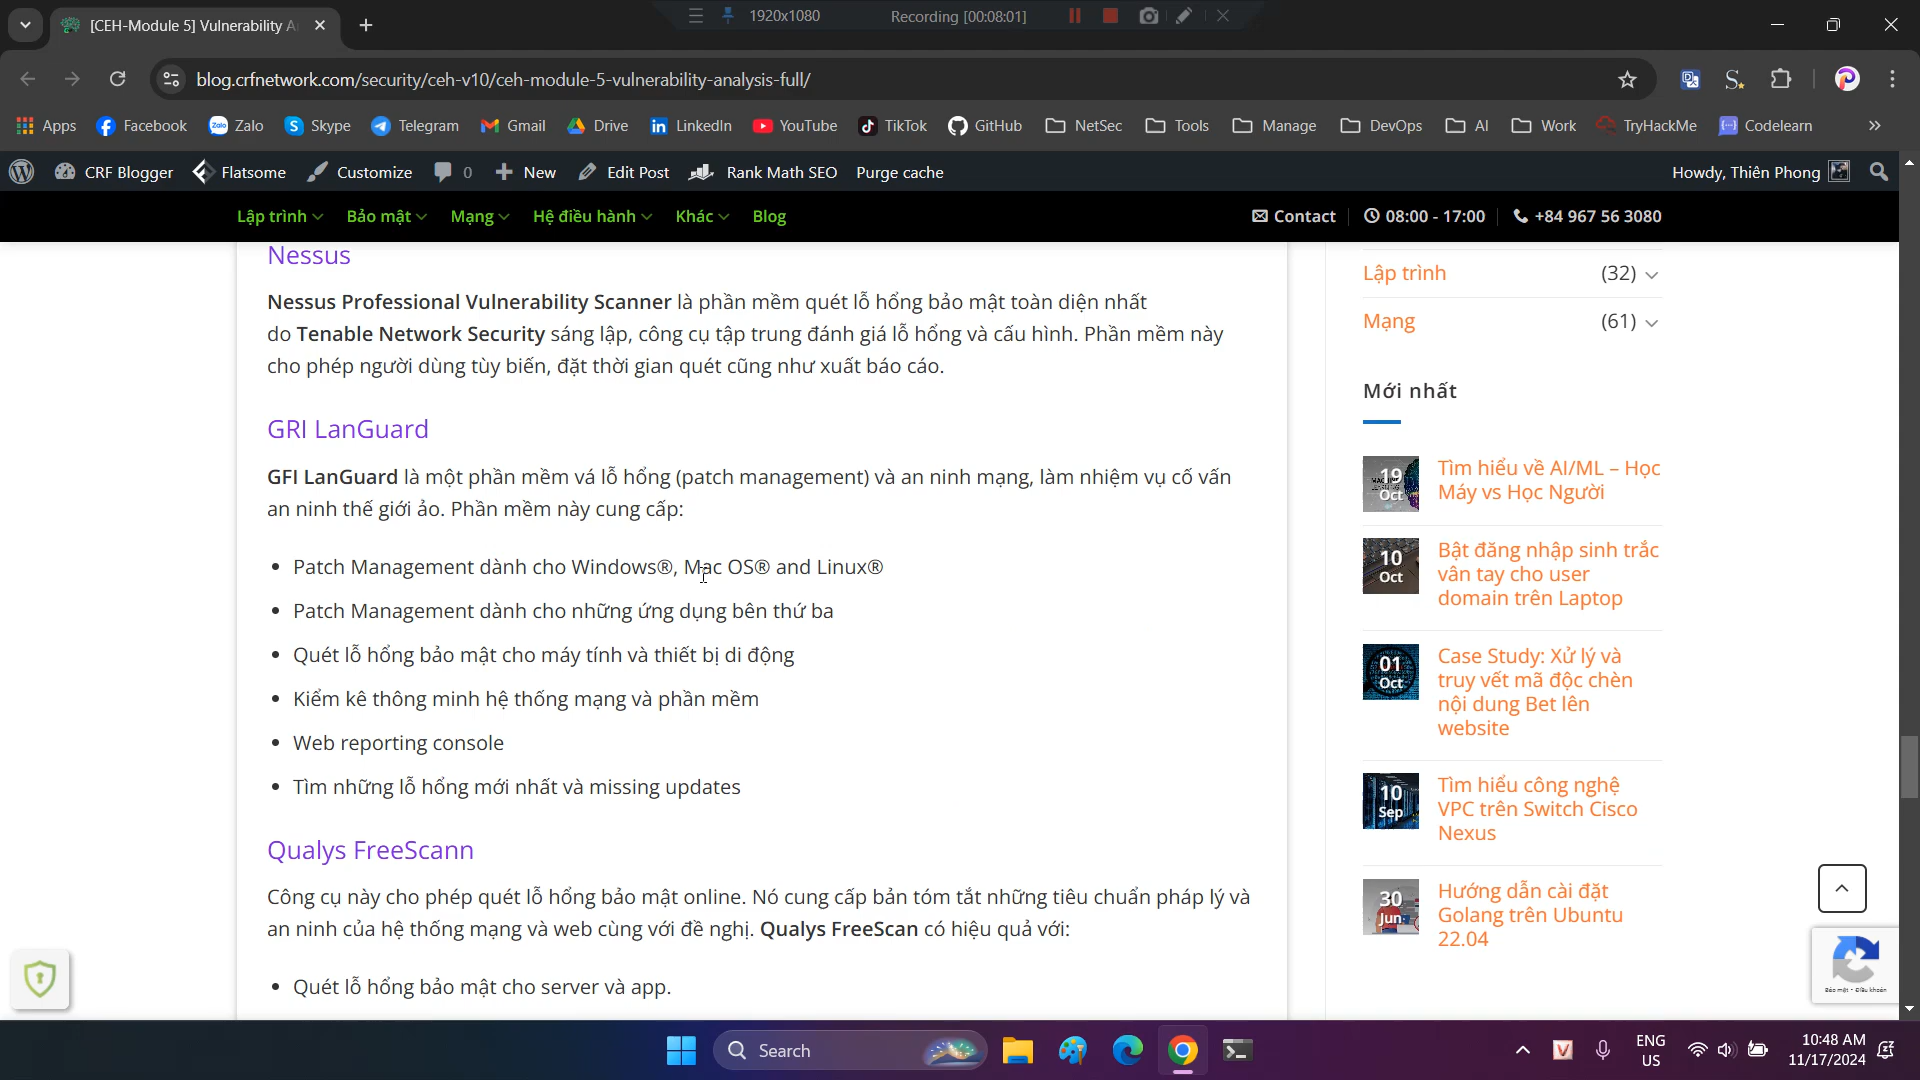 [CEH-Module 5] Vulnerability A
1920x1080
Recording [00:08:01]
blog.crfnetwork.com/security/ceh-v10/ceh-module-5-vulnerability-analysis-full/
Apps
Facebook
Zalo
Skype
Telegram
Gmail
Drive
LinkedIn
YouTube
TikTok
GitHub
NetSec
Tools
Manage
DevOps
AI
Work
TryHackMe
Codelearn
»
CRF Blogger
Flatsome
Customize
0
New
Edit Post
Rank Math SEO
Purge cache
Howdy, Thiên Phong
Lập trình
Bảo mật
Mạng
Hệ điều hành
Khác
Blog
Contact
08:00 - 17:00
+84 967 56 3080
Nessus
Nessus Professional Vulnerability Scanner là phần mềm quét lỗ hổng bảo mật toàn diện nhất
do Tenable Network Security sáng lập, công cụ tập trung đánh giá lỗ hổng và cấu hình. Phần mềm này
cho phép người dùng tùy biến, đặt thời gian quét cũng như xuất báo cáo.
GRI LanGuard
GFI LanGuard là một phần mềm vá lỗ hổng (patch management) và an ninh mạng, làm nhiệm vụ cố vấn
an ninh thế giới ảo. Phần mềm này cung cấp:
• Patch Management dành cho Windows®, Mac OS® and Linux®
• Patch Management dành cho những ứng dụng bên thứ ba
• Quét lỗ hổng bảo mật cho máy tính và thiết bị di động
• Kiểm kê thông minh hệ thống mạng và phần mềm
• Web reporting console
• Tìm những lỗ hổng mới nhất và missing updates
Qualys FreeScann
Công cụ này cho phép quét lỗ hổng bảo mật online. Nó cung cấp bản tóm tắt những tiêu chuẩn pháp lý và
an ninh của hệ thống mạng và web cùng với đề nghị. Qualys FreeScan có hiệu quả với:
• Quét lỗ hổng bảo mật cho server và app.
Lập trình (32)
Mạng (61)
Mới nhất
19
Oct
Tìm hiểu về AI/ML – Học
Máy vs Học Người
10
Oct
Bật đăng nhập sinh trắc
vân tay cho user
domain trên Laptop
01
Oct
Case Study: Xử lý và
truy vết mã độc chèn
nội dung Bet lên
website
10
Sep
Tìm hiểu công nghệ
VPC trên Switch Cisco
Nexus
30
Jun
Hướng dẫn cài đặt
Golang trên Ubuntu
22.04
Bảo mật • Điều khoản
Search
ENG
US
10:48 AM
11/17/2024